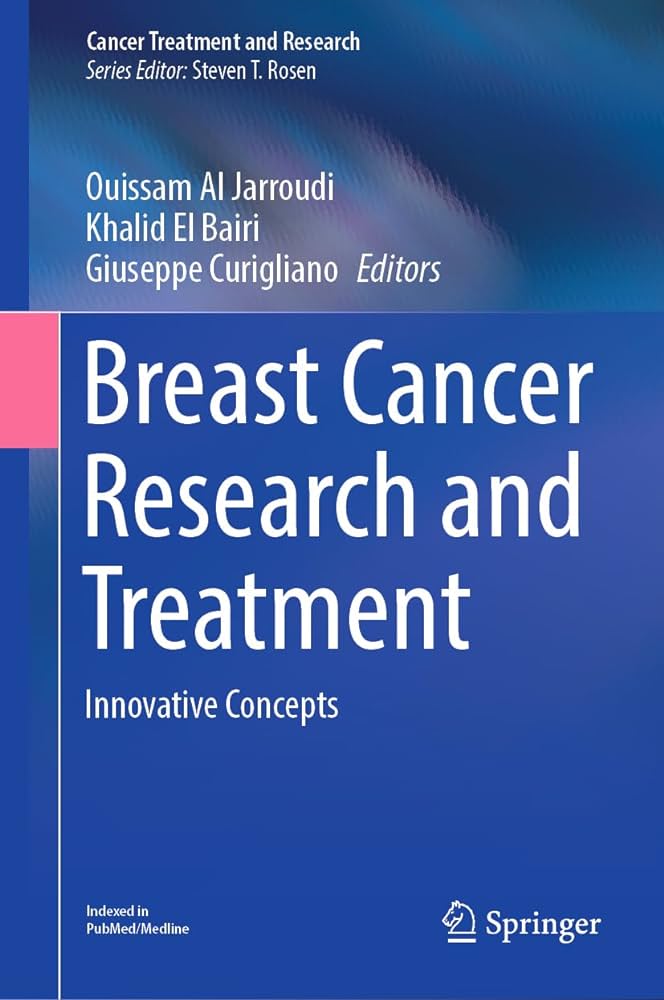 Cancer Treatment and Research
Series Editor: Steven T. Rosen
Ouissam Al Jarroudi
Khalid El Bairi
Giuseppe Curigliano Editors
Breast Cancer
Research and
Treatment
Innovative Concepts
Indexed in
PubMed/Medline
Springer